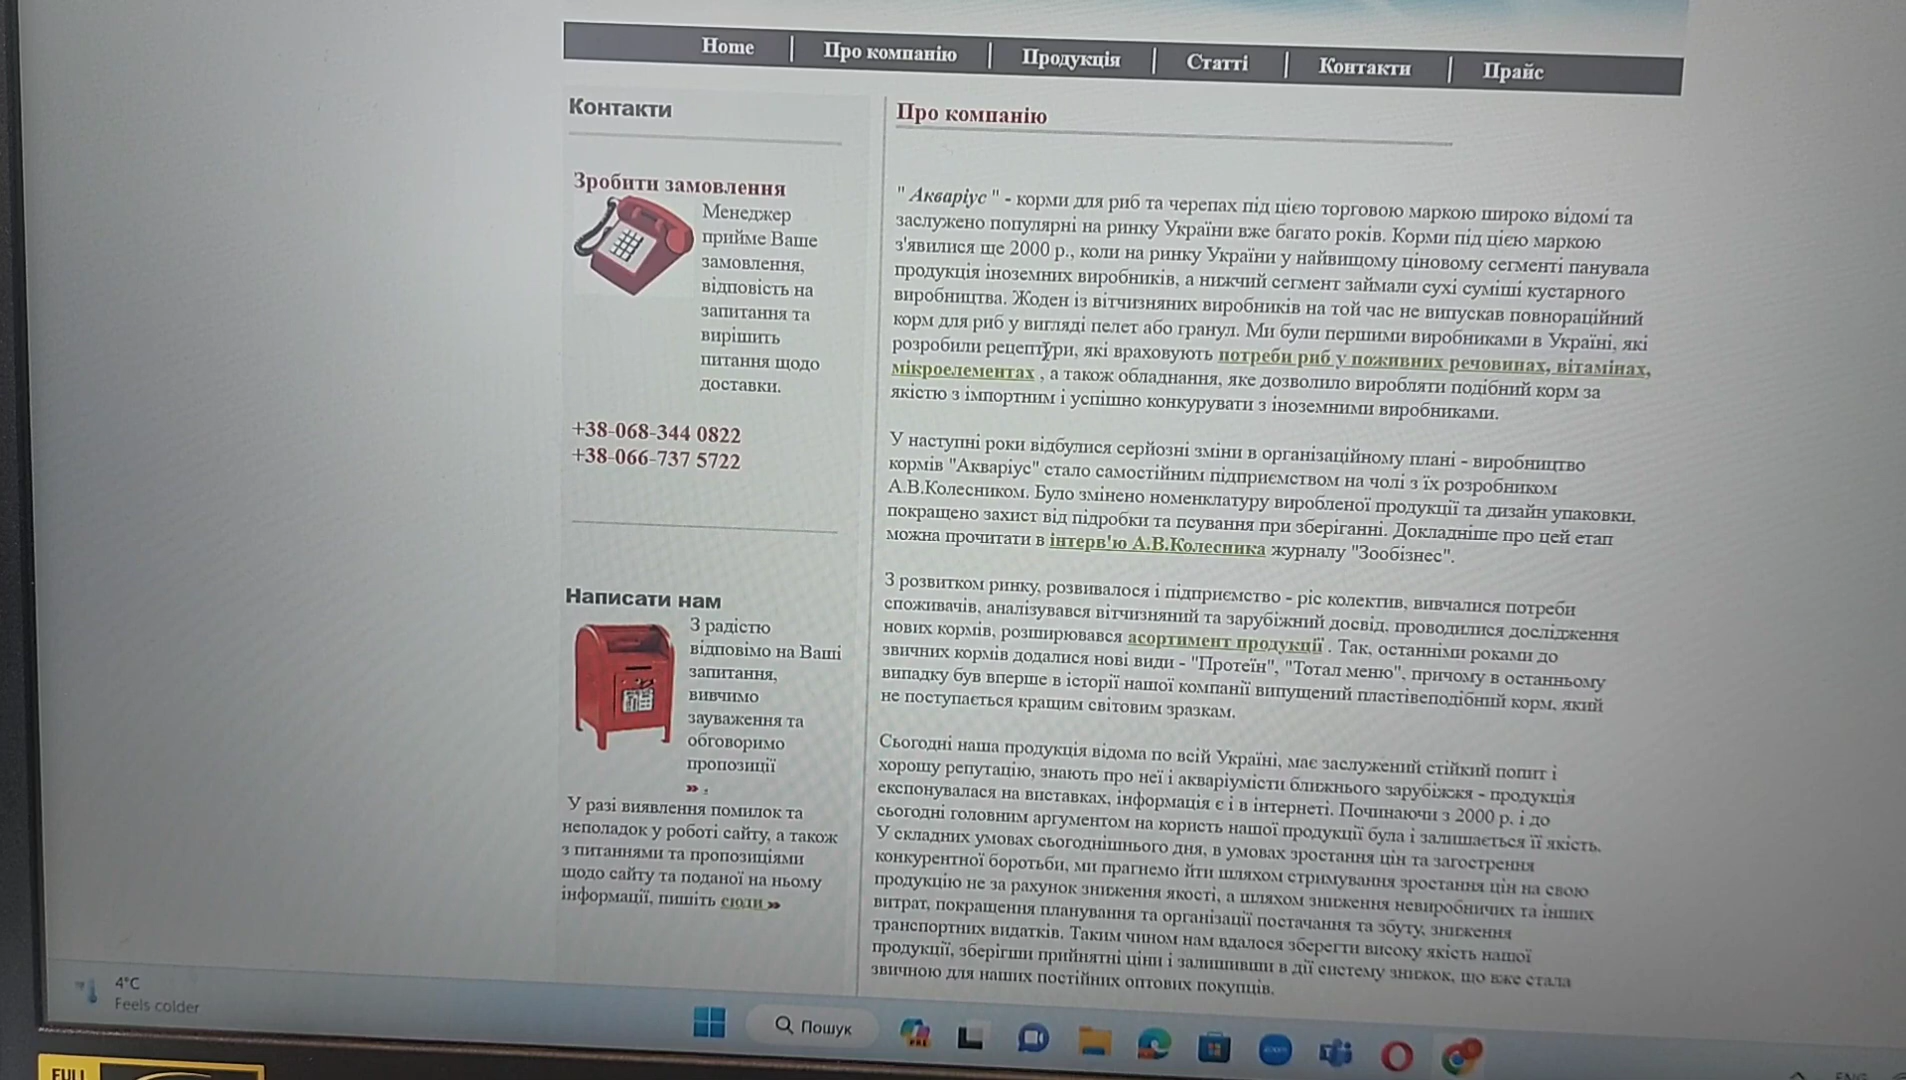 Home
Про компанію
Продукція
Статті
Контакти
Прайс
Контакти
Зробити замовлення
Менеджер
прийме Ваше
замовлення,
відповість на
запитання та
вирішить
питання щодо
доставки.
+38-068-344 0822
+38-066-737 5722
Написати нам
З радістю
відповімо на Ваші
запитання,
вивчимо
зауваження та
обговоримо
пропозиції
» .
У разі виявлення помилок та
неполадок у роботі сайту, а також
з питаннями та пропозиціями
щодо сайту та поданої на ньому
інформації, пишіть сюди »
Про компанію
" Акваріус " - корми для риб та черепах під цією торговою маркою широко відомі та
заслужено популярні на ринку України вже багато років. Корми під цією маркою
з'явилися ще 2000 р., коли на ринку України у найвищому ціновому сегменті панувала
продукція іноземних виробників, а нижчий сегмент займали сухі суміші кустарного
виробництва. Жоден із вітчизняних виробників на той час не випускав повнораційний
корм для риб у вигляді пелет або гранул. Ми були першими виробниками в Україні, які
розробили рецептури, які враховують потреби риб у поживних речовинах, вітамінах,
мікроелементах , а також обладнання, яке дозволило виробляти подібний корм за
якістю з імпортним і успішно конкурувати з іноземними виробниками.
У наступні роки відбулися серйозні зміни в організаційному плані - виробництво
кормів "Акваріус" стало самостійним підприємством на чолі з їх розробником
А.В.Колесником. Було змінено номенклатуру виробленої продукції та дизайн упаковки,
покращено захист від підробки та псування при зберіганні. Докладніше про цей етап
можна прочитати в інтерв'ю А.В.Колесника журналу "Зообізнес".
З розвитком ринку, розвивалося і підприємство - ріс колектив, вивчалися потреби
споживачів, аналізувався вітчизняний та зарубіжний досвід, проводилися дослідження
нових кормів, розширювався асортимент продукції . Так, останніми роками до
звичних кормів додалися нові види - "Протеїн", "Тотал меню", причому в останньому
випадку був вперше в історії нашої компанії випущений пластівеподібний корм, який
не поступається кращим світовим зразкам.
Сьогодні наша продукція відома по всій Україні, має заслужений стійкий попит і
хорошу репутацію, знають про неї і акваріумісти ближнього зарубіжжя - продукція
експонувалася на виставках, інформація є і в інтернеті. Починаючи з 2000 р. і до
сьогодні головним аргументом на користь нашої продукції була і залишається її якість.
У складних умовах сьогоднішнього дня, в умовах зростання цін та загострення
конкурентної боротьби, ми прагнемо йти шляхом стримування зростання цін на свою
продукцію не за рахунок зниження якості, а шляхом зниження невиробничих та інших
витрат, покращення планування та організації постачання та збуту, зниження
транспортних видатків. Таким чином нам вдалося зберегти високу якість нашої
продукції, зберігши прийнятні ціни і залишивши в дії систему знижок, що вже стала
звичною для наших постійних оптових покупців.
4°C
Feels colder
Пошук
zoom
FULL